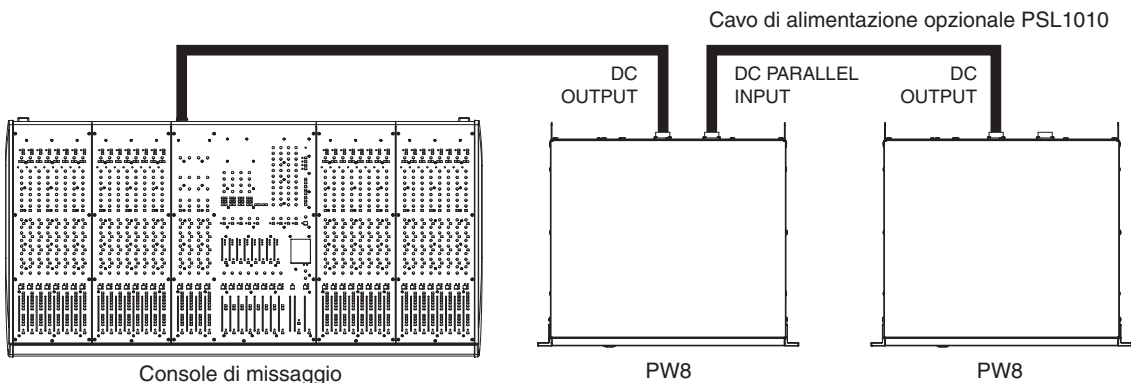 Cavo di alimentazione opzionale PSL1010
DC
OUTPUT
DC PARALLEL
INPUT
DC
OUTPUT
Console di missaggio
PW8
PW8